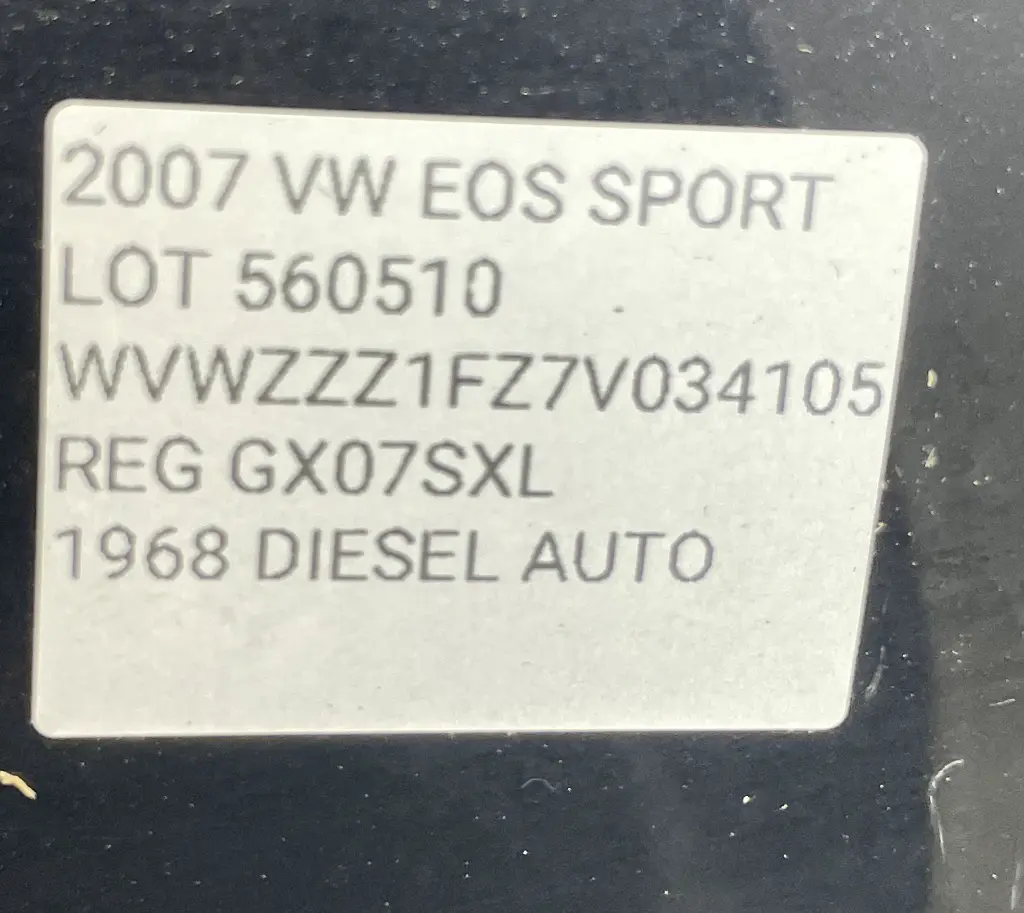 2007 VW EOS SPORT
LOT 560510
WVWZZZ1FZ7V034105
REG GX07SXL
1968 DIESEL AUTO